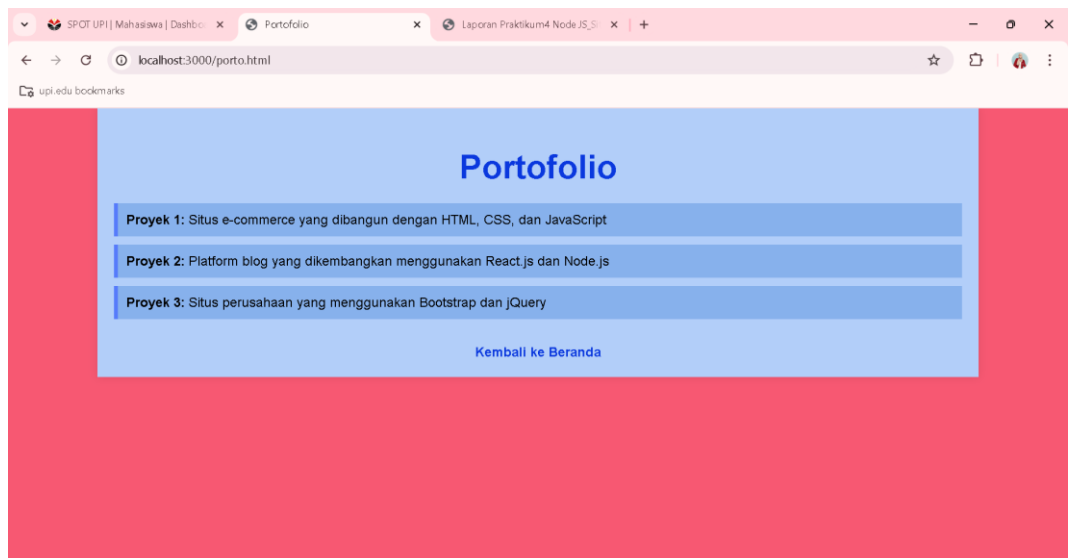 SPOT UPI | Mahasiswa | Dashbo
Portofolio
Laporan Praktikum4 Node JS_S
localhost:3000/porto.html
upi.edu bookmarks
Portofolio
Proyek 1: Situs e-commerce yang dibangun dengan HTML, CSS, dan JavaScript
Proyek 2: Platform blog yang dikembangkan menggunakan React.js dan Node.js
Proyek 3: Situs perusahaan yang menggunakan Bootstrap dan jQuery
Kembali ke Beranda